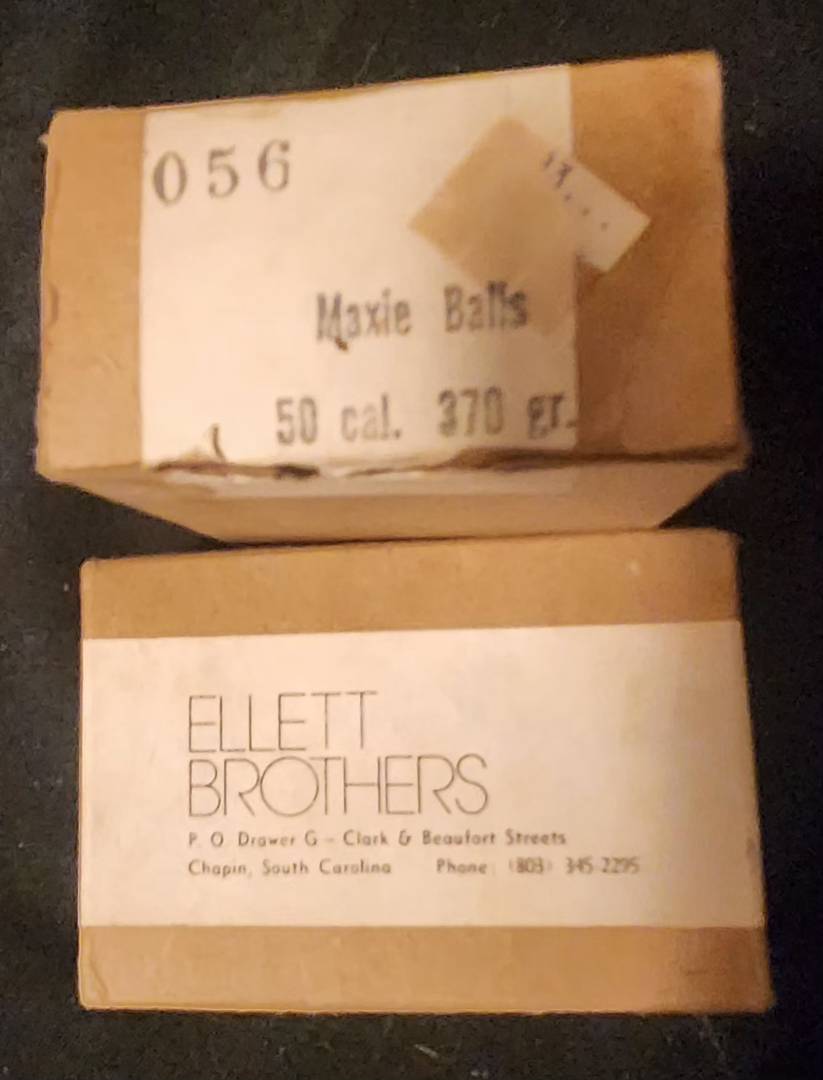 056
Maxie Balls
50 cal. 370 gr.
ELLETT
BROTHERS
P. O. Drawer G - Clark & Beaufort Streets
Chapin, South Carolina Phone: (803) 345-2295